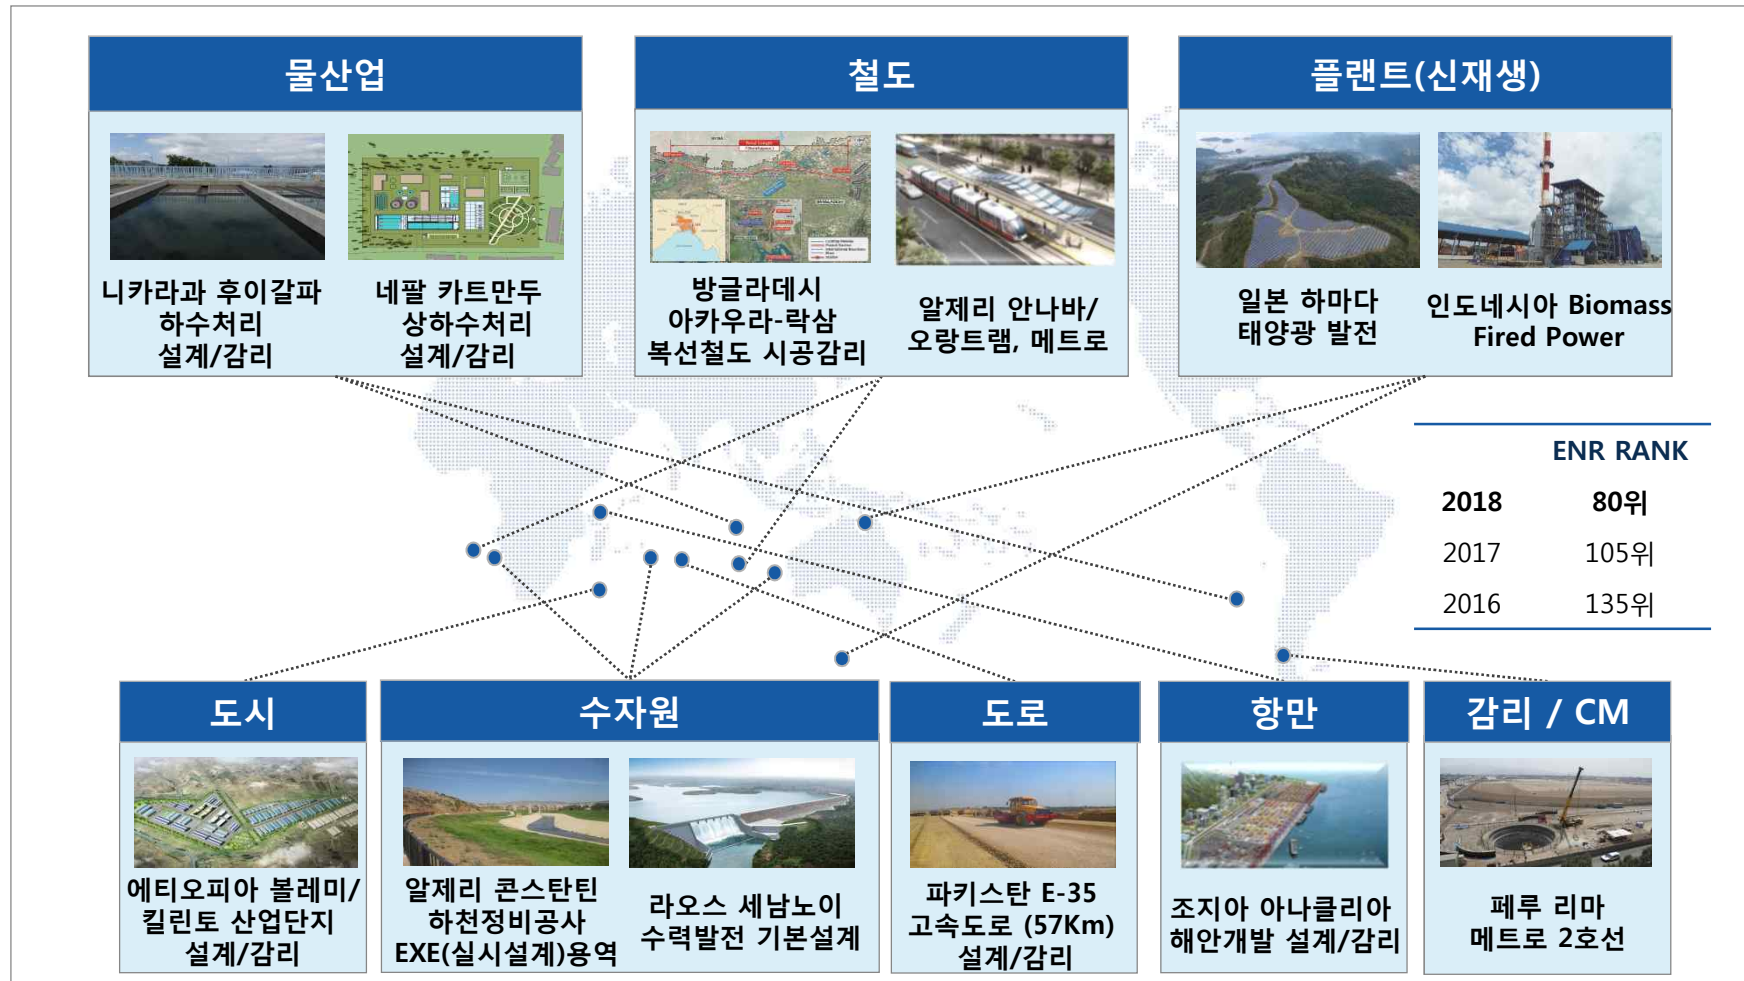 물산업
니카라과 후이갈파
하수처리
설계/감리
네팔 카트만두
상하수처리
설계/감리
철도
방글라데시
아카우라-락삼
복선철도 시공감리
알제리 안나바/
오랑트램, 메트로
플랜트(신재생)
일본 하마다
태양광 발전
인도네시아 Biomass
Fired Power
ENR RANK
2018 80위
2017 105위
2016 135위
도시
에티오피아 볼레미/
킬린토 산업단지
설계/감리
수자원
알제리 콘스탄틴
하천정비공사
EXE(실시설계)용역
라오스 세남노이
수력발전 기본설계
도로
파키스탄 E-35
고속도로 (57Km)
설계/감리
항만
조지아 아나클리아
해안개발 설계/감리
감리 / CM
페루 리마
메트로 2호선